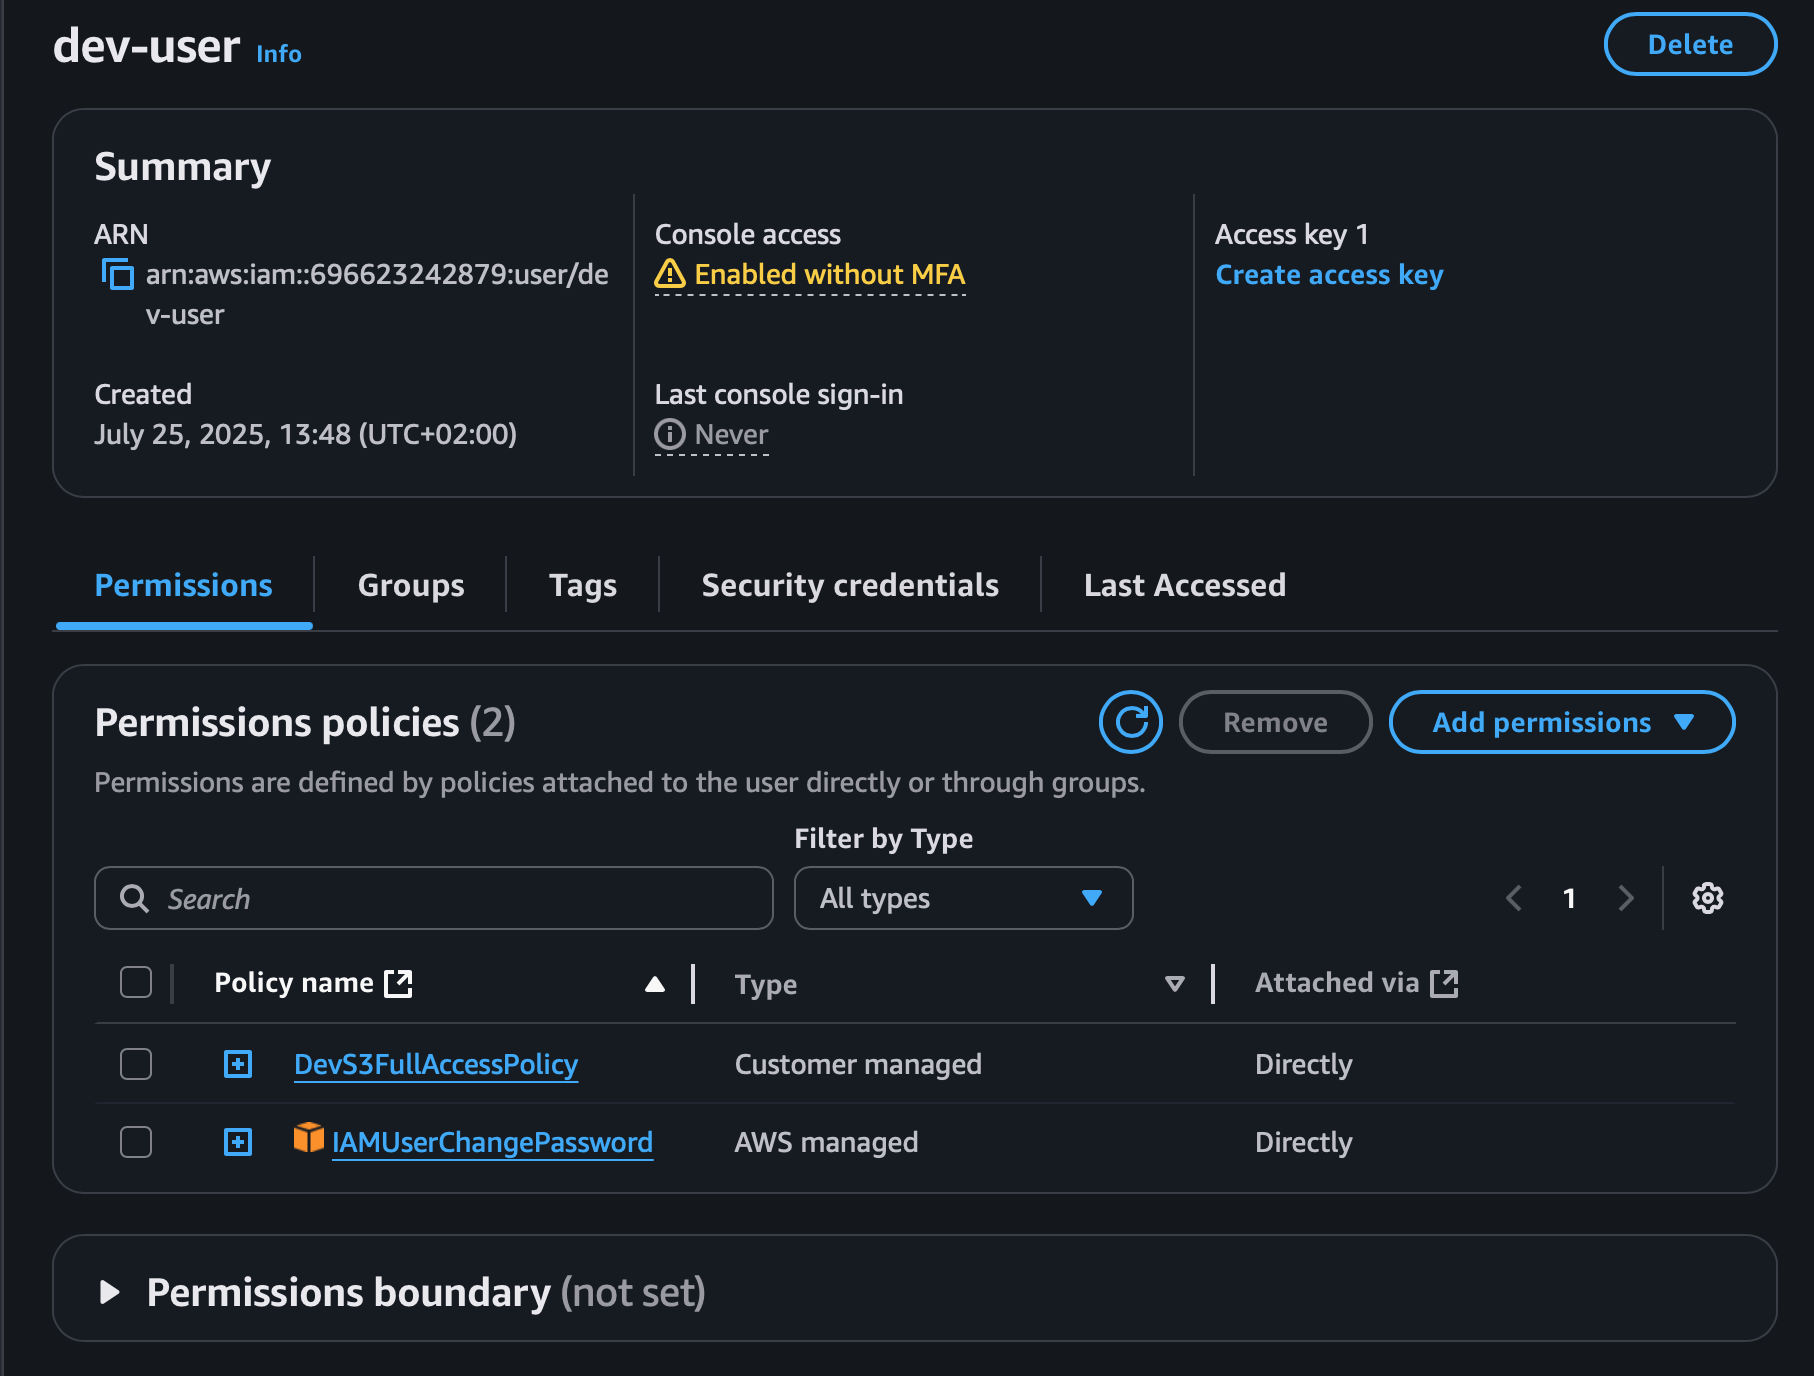 dev-user Info
Delete
Summary
ARN
arn:aws:iam::696623242879:user/de
v-user
Created
July 25, 2025, 13:48 (UTC+02:00)
Console access
Enabled without MFA
Last console sign-in
Never
Access key 1
Create access key
Permissions
Groups
Tags
Security credentials
Last Accessed
Permissions policies (2)
Remove
Add permissions
Permissions are defined by policies attached to the user directly or through groups.
Filter by Type
Search
All types
1
Policy name
Type
Attached via
DevS3FullAccessPolicy
Customer managed
Directly
IAMUserChangePassword
AWS managed
Directly
Permissions boundary (not set)